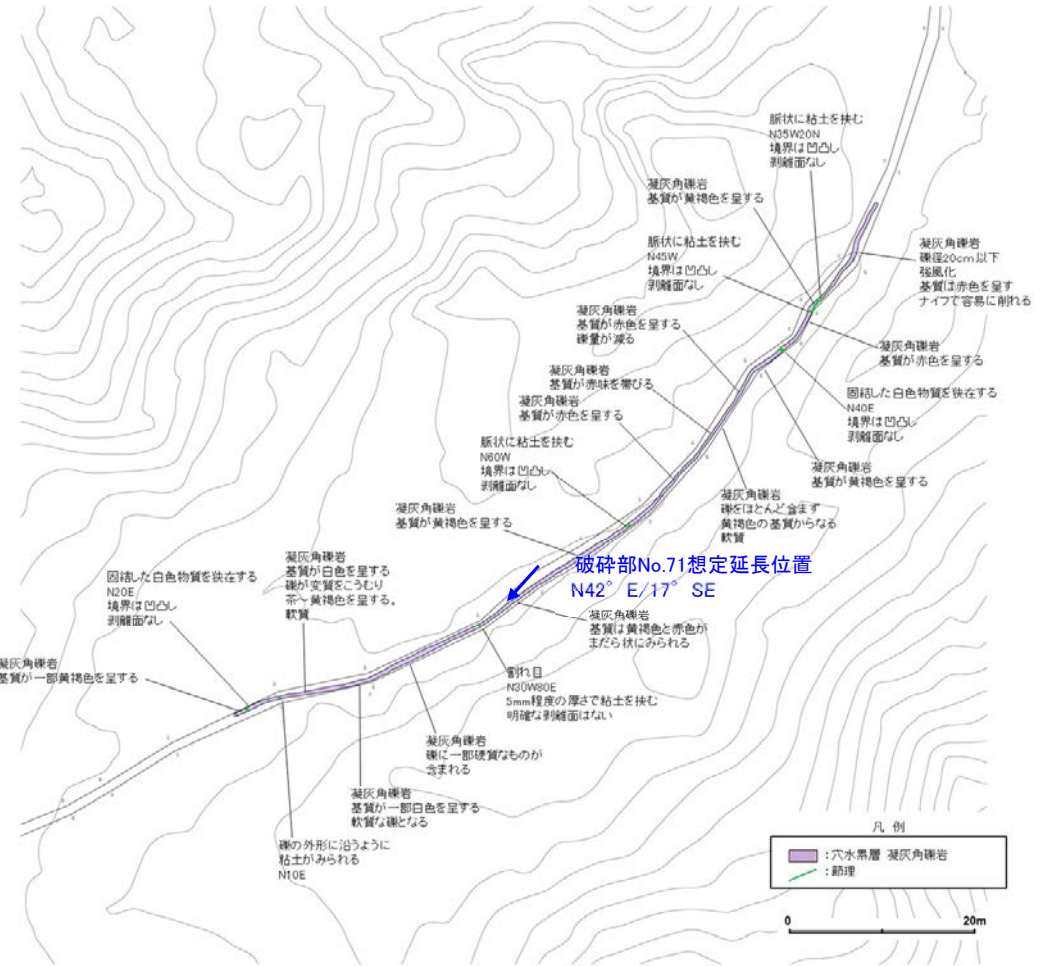 脈状に粘土を挟む
N35W20N
境界は凹凸し
剥離面なし
凝灰角礫岩
基質が黄褐色を呈する
脈状に粘土を挟む
N45W
境界は凹凸し
剥離面なし
凝灰角礫岩
礫径20cm以下
強風化
基質は赤色を呈す
ナイフで容易に削れる
凝灰角礫岩
基質が赤色を呈する
礫量が減る
凝灰角礫岩
基質が赤色を呈する
凝灰角礫岩
基質が赤味を帯びる
固結した白色物質を狭在する
N40E
境界は凹凸し
剥離面なし
凝灰角礫岩
基質が赤色を呈する
脈状に粘土を挟む
N60W
境界は凹凸し
剥離面なし
凝灰角礫岩
基質が黄褐色を呈する
凝灰角礫岩
礫をほとんど含まず
黄褐色の基質からなる
軟質
凝灰角礫岩
基質が黄褐色を呈する
破砕部No.71想定延長位置
N42° E/17° SE
凝灰角礫岩
基質が白色を呈する
礫が変質をこうむり
茶~黄褐色を呈する。
軟質
固結した白色物質を狭在する
N20E
境界は凹凸し
剥離面なし
凝灰角礫岩
基質は黄褐色と赤色が
まだら状にみられる
凝灰角礫岩
基質が一部黄褐色を呈する
割れ目
N30W80E
5mm程度の厚さで粘土を挟む
明確な剥離面はない
凝灰角礫岩
礫に一部硬質なものが
含まれる
凝灰角礫岩
基質が一部白色を呈する
軟質な礫となる
礫の外形に沿うように
粘土がみられる
N10E
凡 例
:穴水累層 凝灰角礫岩
:節理
0 20m